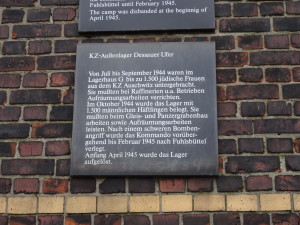 Fuhlsbüttel until February 1945.
The camp was disbanded at the beginnig of
April 1945.
KZ-Außenlager Dessauer Ufer
Von Juli bis September 1944 waren im
Lagerhaus G bis zu 1.500 jüdische Frauen
aus dem KZ Auschwitz untergebracht.
Sie mußten bei Raffinerien u.a. Betrieben
Aufräumungsarbeiten verrichten.
Im Oktober 1944 wurde das Lager mit
1.500 männlichen Häftlingen belegt. Sie
mußten beim Gleis- und Panzergrabenbau
arbeiten sowie Aufräumungsarbeiten
leisten. Nach einem schweren Bomben-
angriff wurde das Kommando vorüber-
gehend bis Februar 1945 nach Fuhlsbüttel
verlegt.
Anfang April 1945 wurde das Lager
aufgelöst.